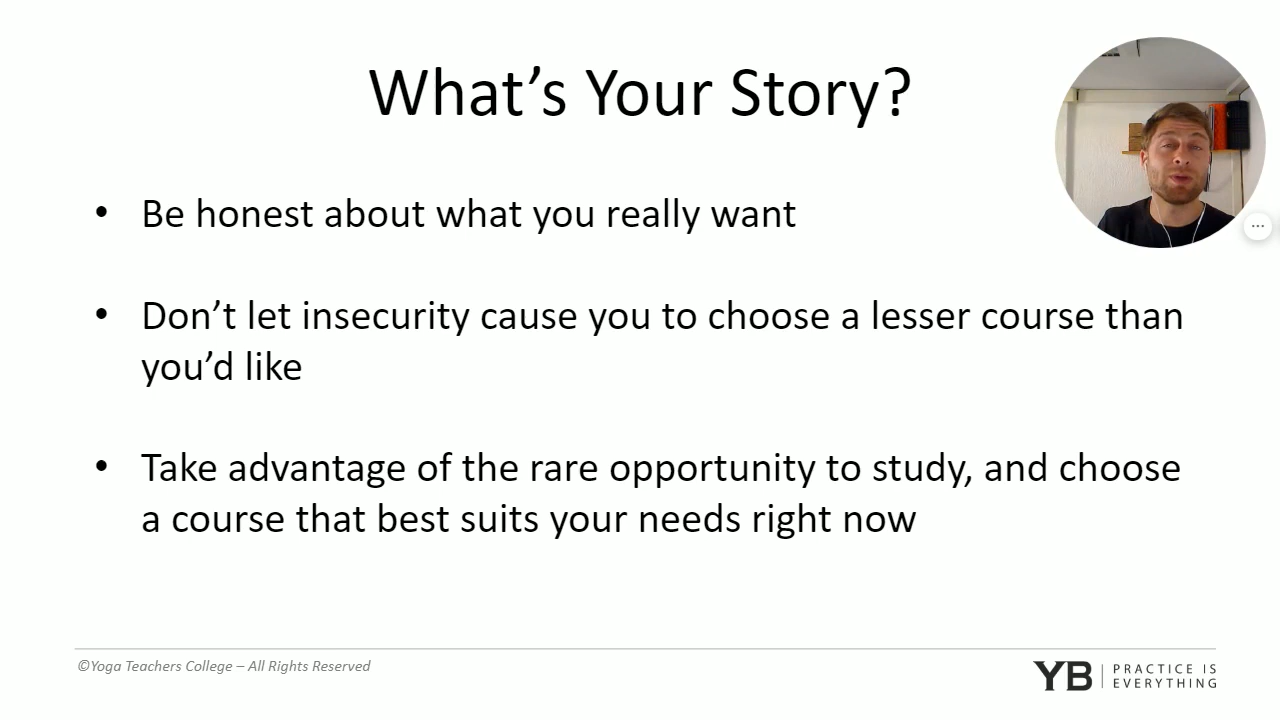 What’s Your Story?
• Be honest about what you really want
• Don’t let insecurity cause you to choose a lesser course than
you’d like
• Take advantage of the rare opportunity to study, and choose
a course that best suits your needs right now
©Yoga Teachers College – All Rights Reserved
YB | PRACTICE IS
EVERYTHING